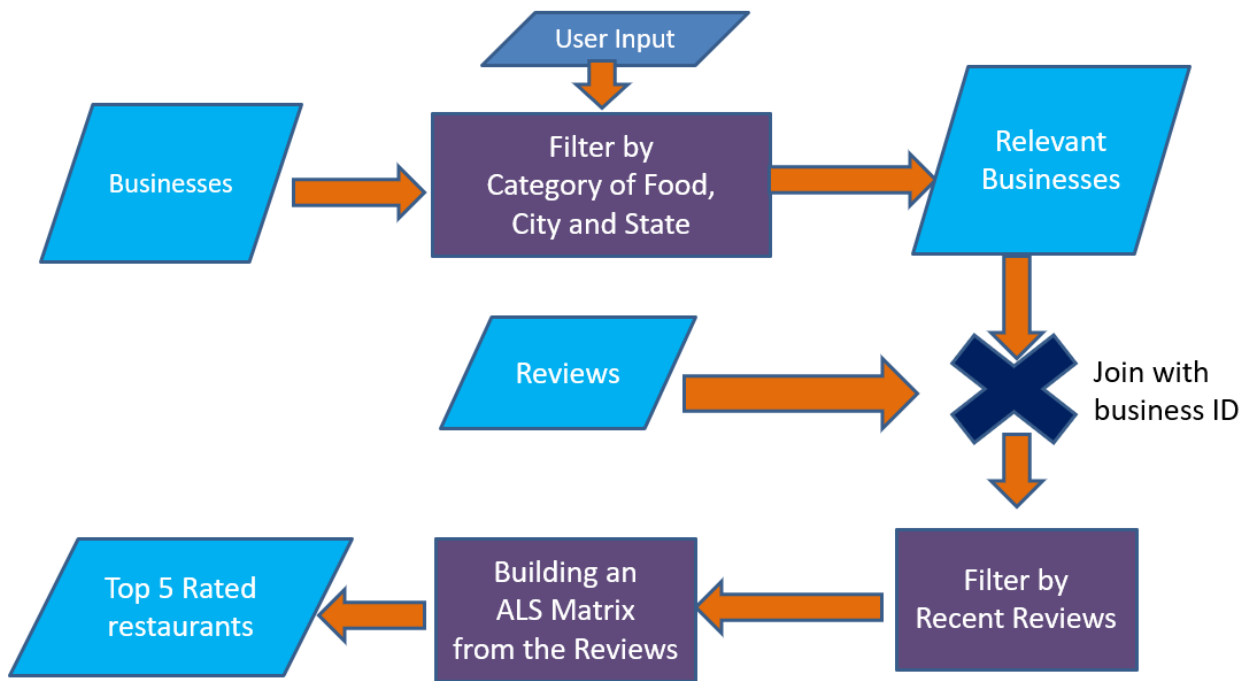 User Input
Businesses
Filter by
Category of Food,
City and State
Relevant
Businesses
Reviews
Join with
business ID
Top 5 Rated
restaurants
Building an
ALS Matrix
from the Reviews
Filter by
Recent Reviews